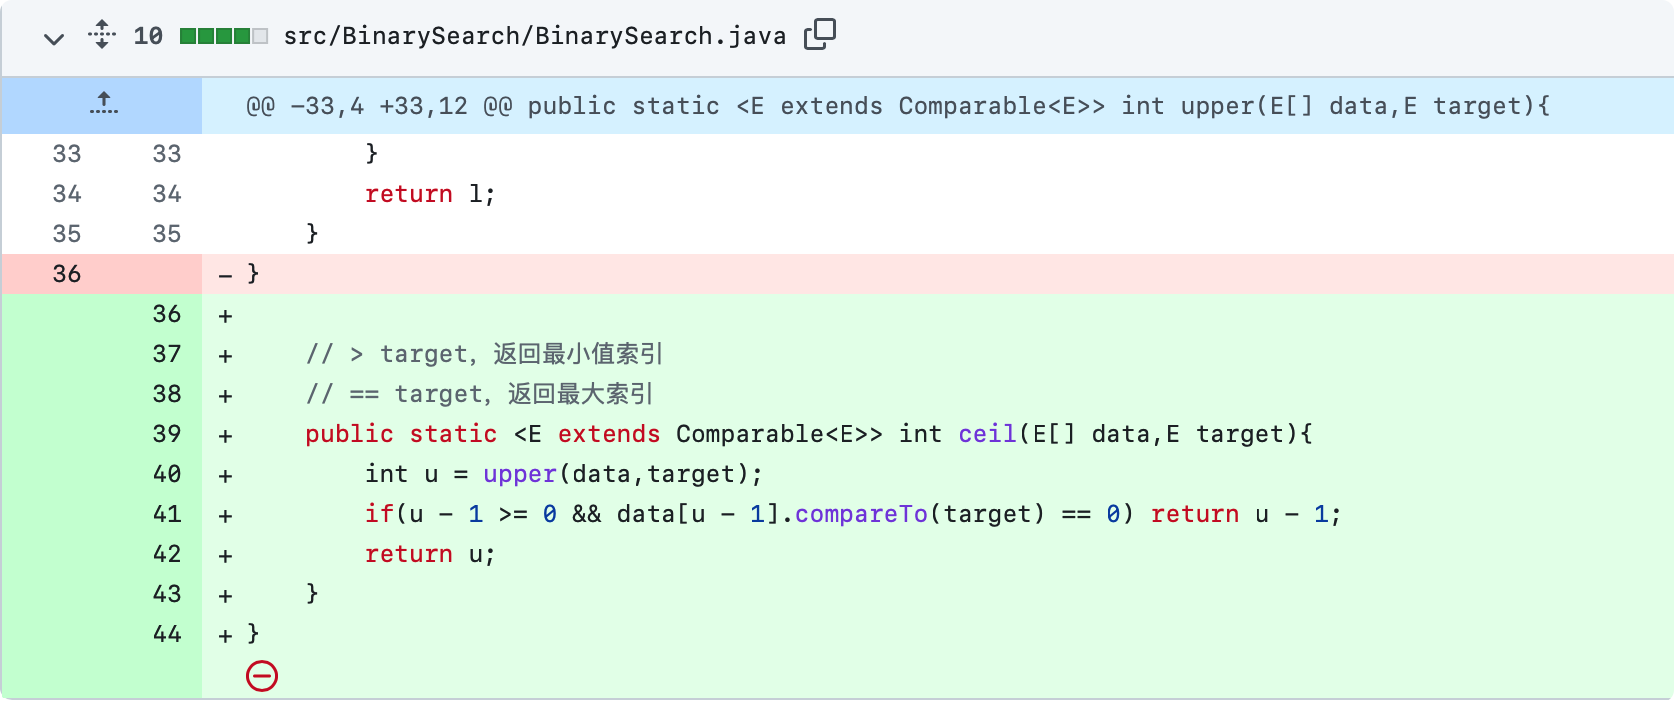 10 src/BinarySearch/BinarySearch.java
@@ -33,4 +33,12 @@ public static <E extends Comparable<E>> int upper(E[] data,E target){
33 33 }
34 34 return l;
35 35 }
36 - }
36 +
37 + // > target, 返回最小值索引
38 + // == target, 返回最大索引
39 + public static <E extends Comparable<E>> int ceil(E[] data,E target){
40 + int u = upper(data,target);
41 + if(u - 1 >= 0 && data[u - 1].compareTo(target) == 0) return u - 1;
42 + return u;
43 + }
44 + }